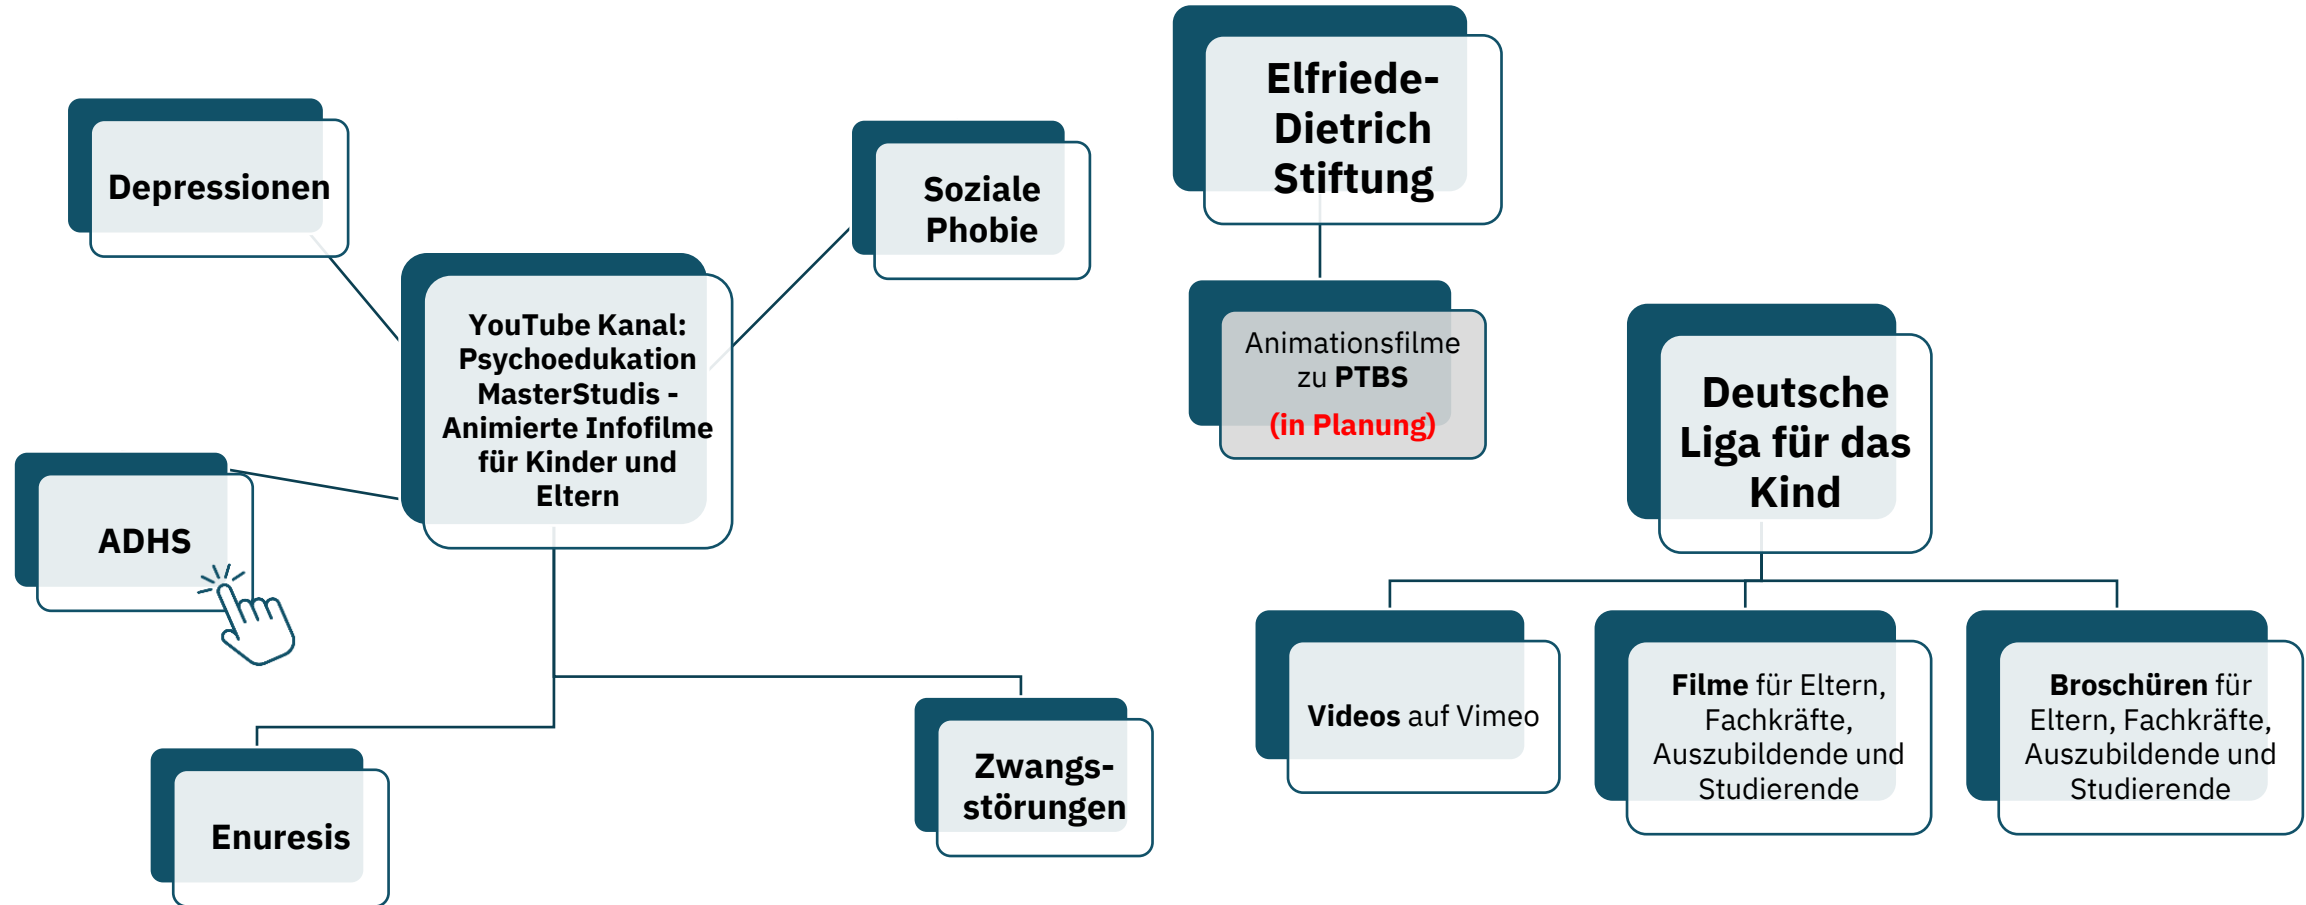 Depressionen
Soziale
Phobie
YouTube Kanal:
Psychoedukation
MasterStudis -
Animierte Infofilme
für Kinder und
Eltern
ADHS
Enuresis
Zwangs-
störungen
Elfriede-
Dietrich
Stiftung
Animationsfilme
zu PTBS
(in Planung)
Deutsche
Liga für das
Kind
Videos auf Vimeo
Filme für Eltern,
Fachkräfte,
Auszubildende und
Studierende
Broschüren für
Eltern, Fachkräfte,
Auszubildende und
Studierende